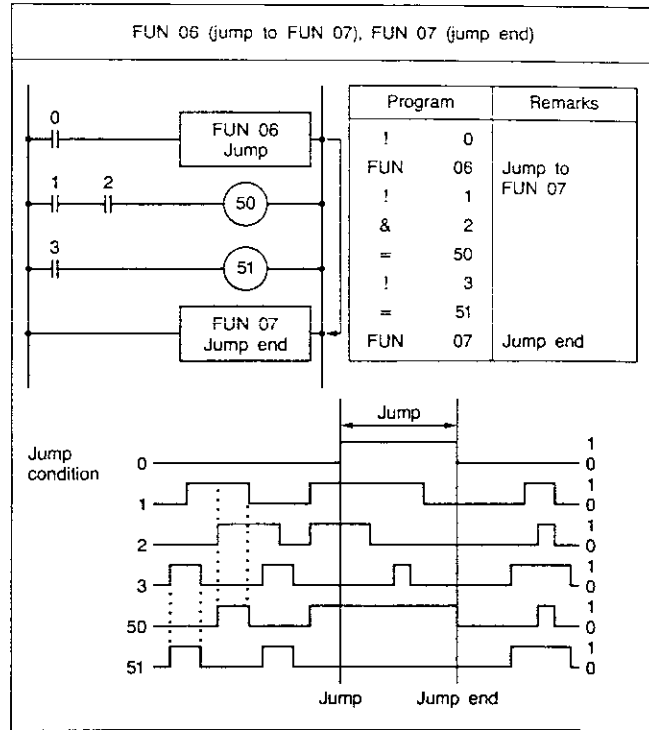 FUN 06 (jump to FUN 07), FUN 07 (jump end)
0
FUN 06
Jump
1 2
50
3
51
FUN 07
Jump end
Program Remarks
! 0
FUN 06 Jump to
FUN 07
! 1
& 2
= 50
! 3
= 51
FUN 07 Jump end
Jump
Jump
condition
0 1 0
1 1 0
2 1 0
3 1 0
50 1 0
51 1 0
Jump Jump end